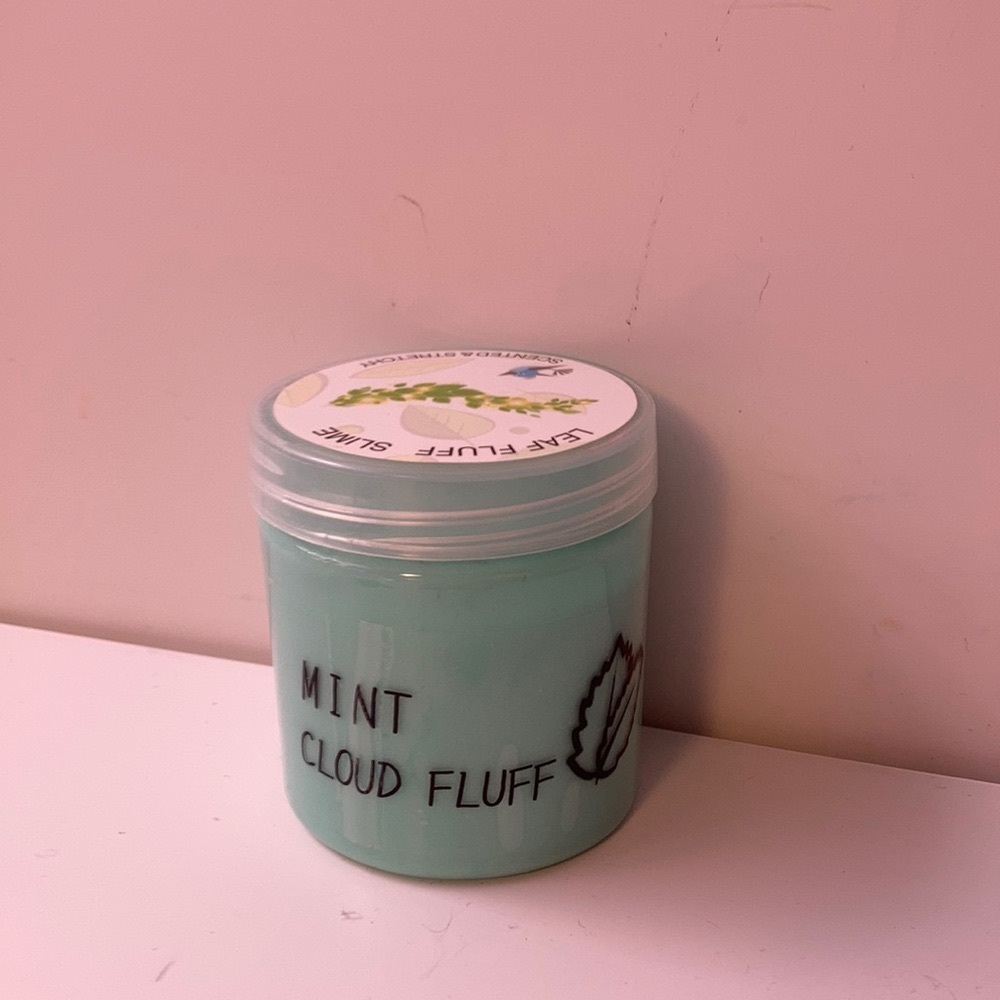 SCENTED & STRETCHY
LEAF FLUFF SLIME
MINT
CLOUD FLUFF